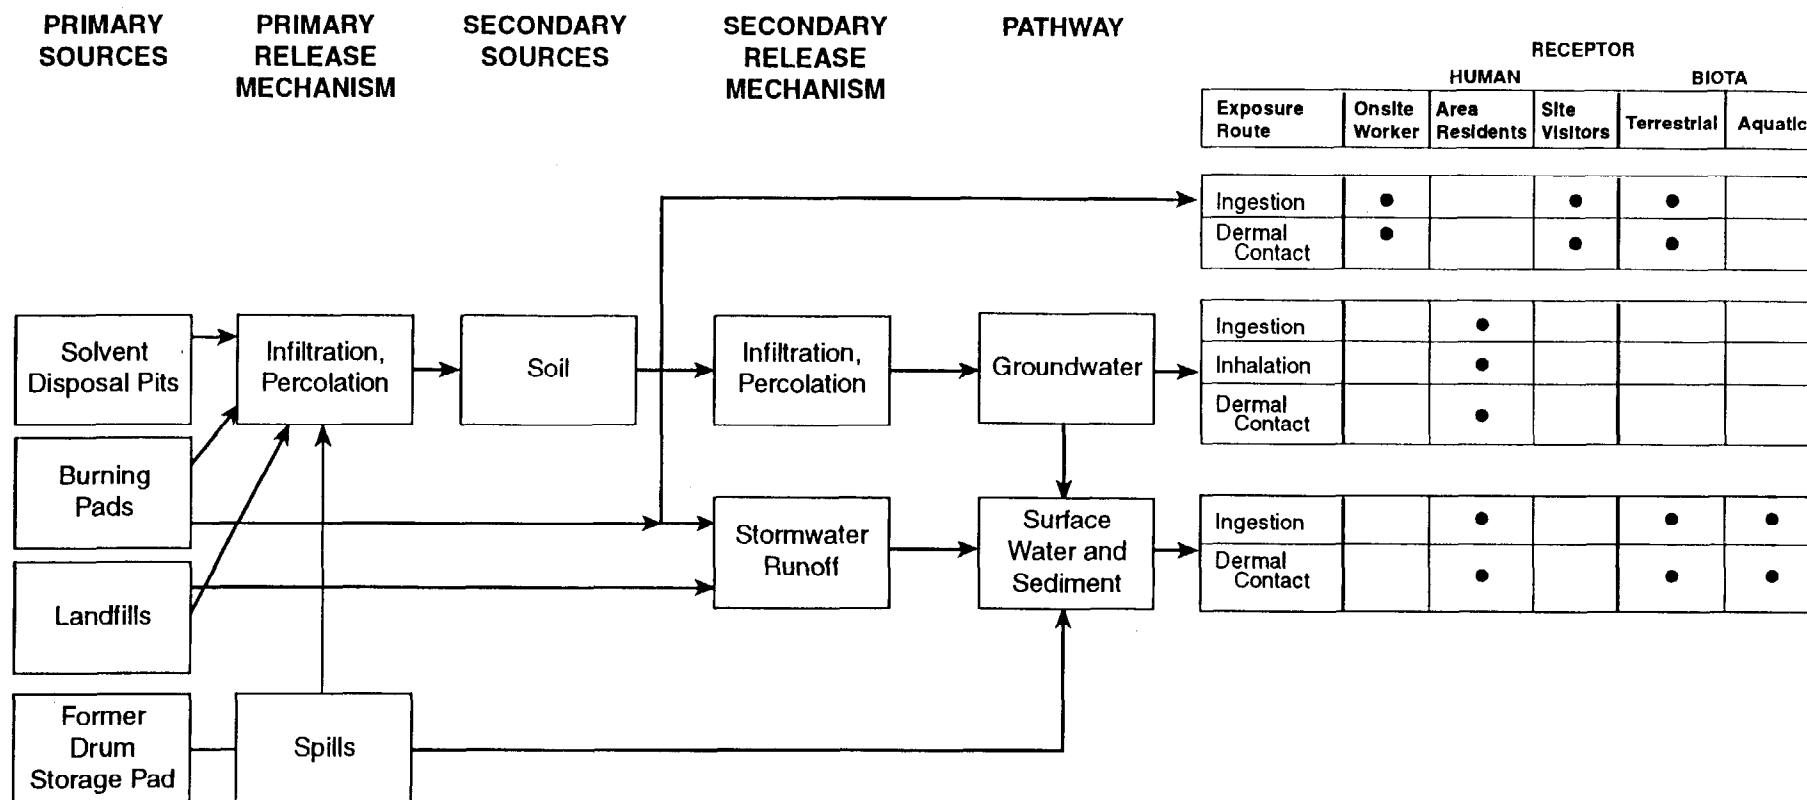 PRIMARY
SOURCES
PRIMARY
RELEASE
MECHANISM
SECONDARY
SOURCES
SECONDARY
RELEASE
MECHANISM
PATHWAY
RECEPTOR
HUMAN
BIOTA
Exposure
Route
Onsite
Worker
Area
Residents
Site
Visitors
Terrestrial
Aquatic
Ingestion
Dermal
Contact
Solvent
Disposal Pits
Infiltration,
Percolation
Soil
Infiltration,
Percolation
Groundwater
Ingestion
Inhalation
Dermal
Contact
Burning
Pads
Stormwater
Runoff
Surface
Water and
Sediment
Ingestion
Dermal
Contact
Landfills
Former
Drum
Storage Pad
Spills